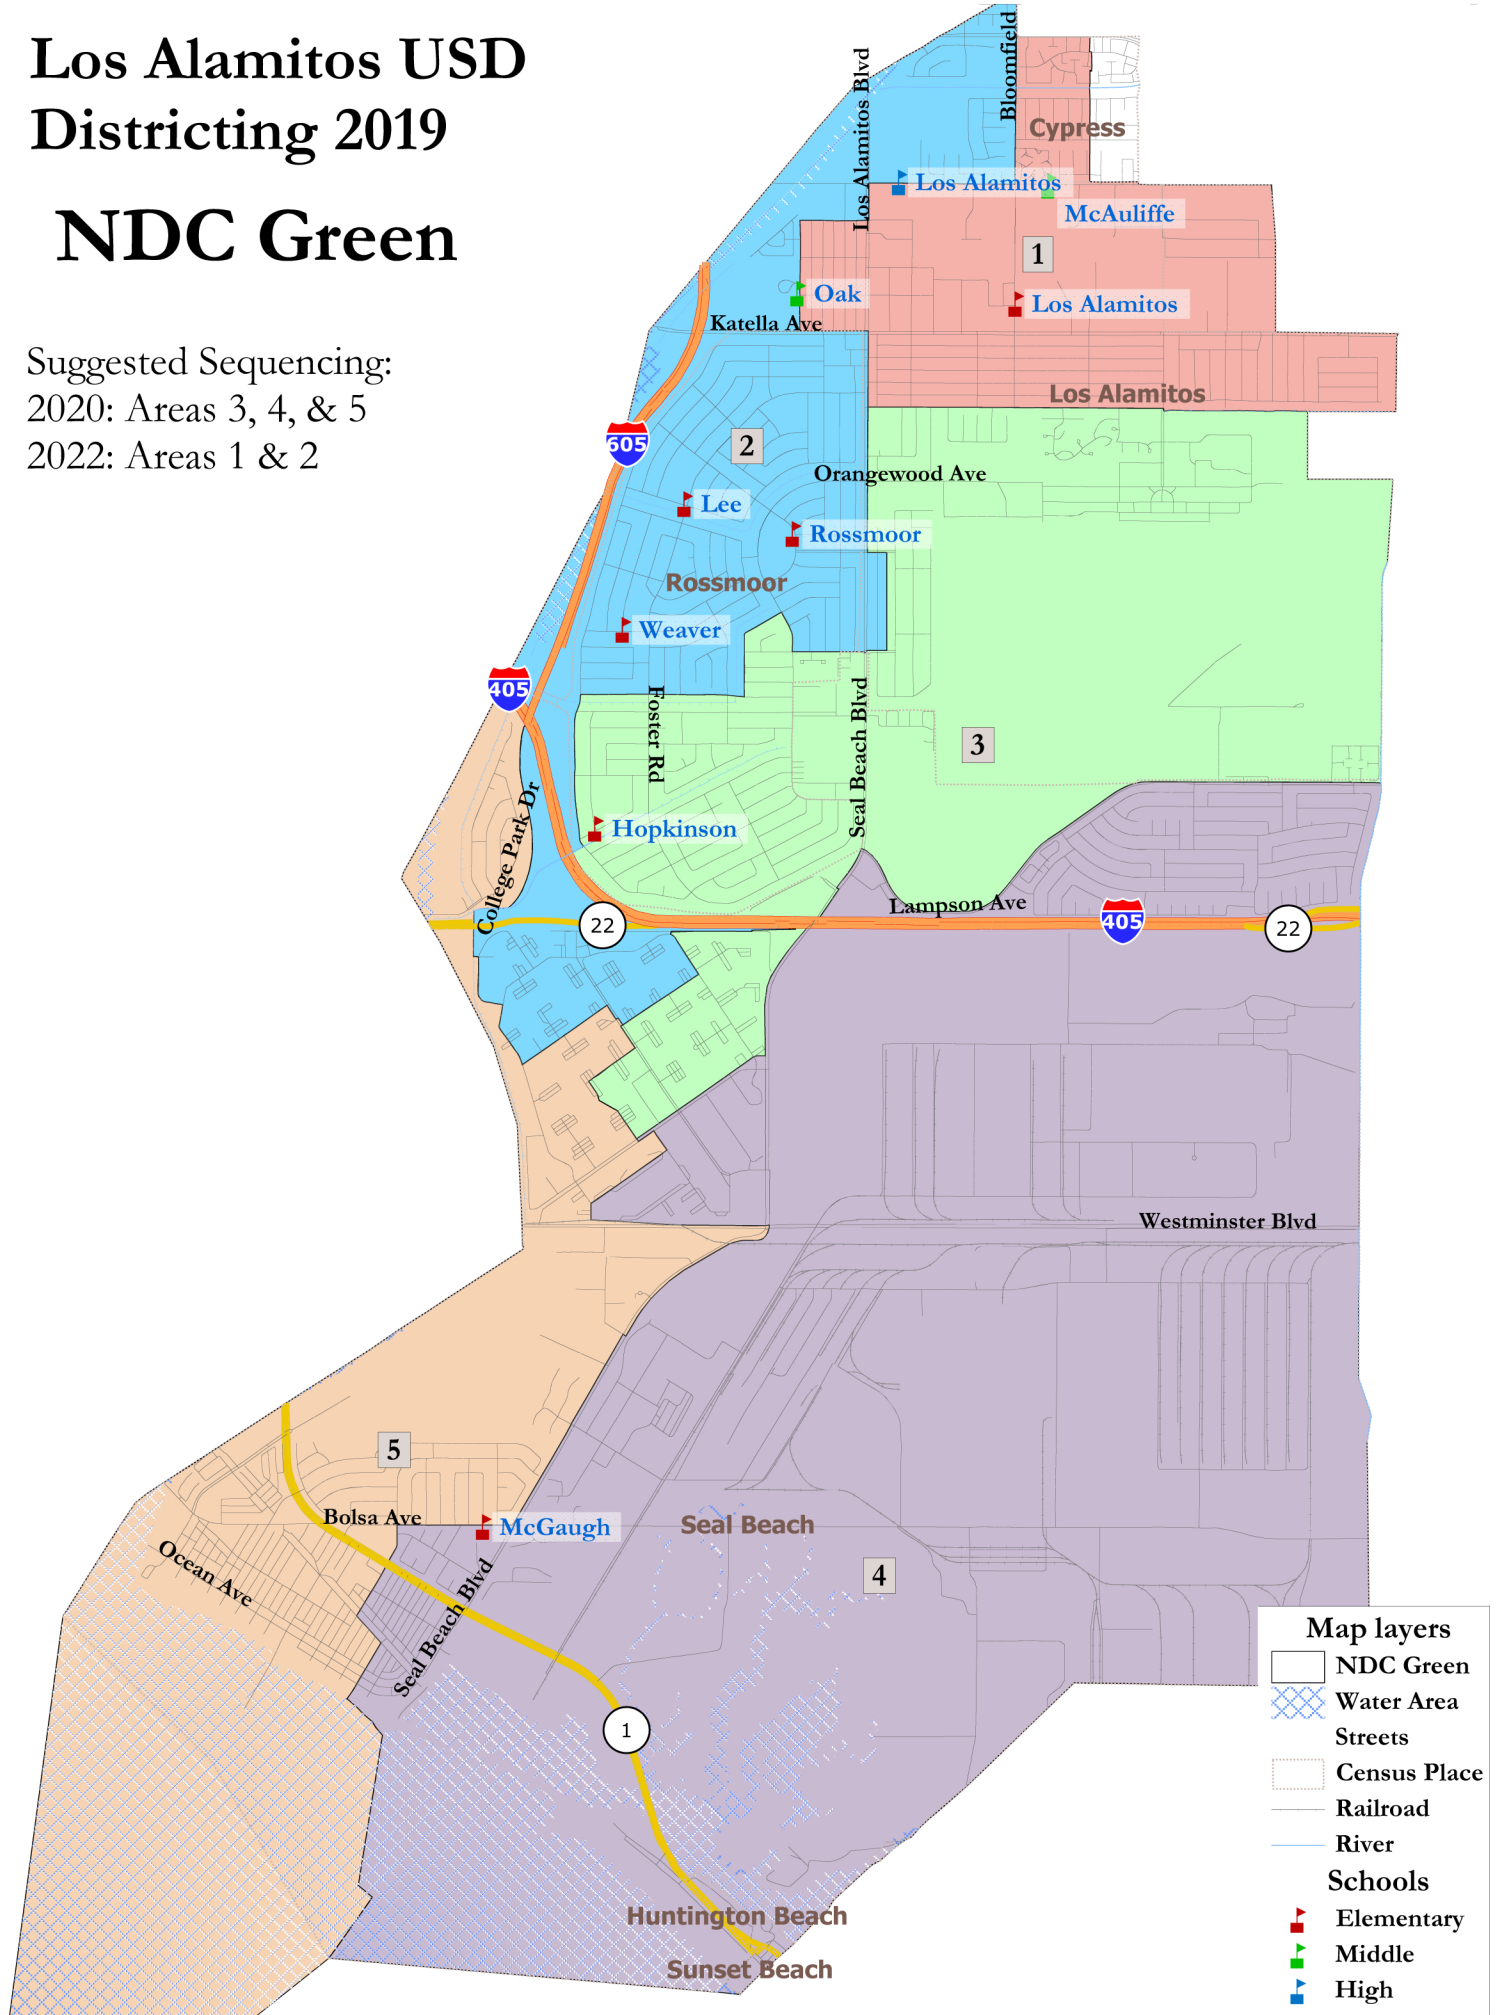 Los Alamitos USD
Districting 2019
NDC Green
Suggested Sequencing:
2020: Areas 3, 4, & 5
2022: Areas 1 & 2
Los Alamitos Blvd
Bloomfield
Cypress
Los Alamitos
McAuliffe
1
Oak
Los Alamitos
Katella Ave
Los Alamitos
605
2
Orangewood Ave
Lee
Rossmoor
Rossmoor
Weaver
405
Foster Rd
Seal Beach Blvd
3
College Park Dr
Hopkinson
Lampson Ave
22
405
22
Westminster Blvd
5
Bolsa Ave
McGaugh
Seal Beach
Ocean Ave
Seal Beach Blvd
4
1
Huntington Beach
Sunset Beach
Map layers
NDC Green
Water Area
Streets
Census Place
Railroad
River
Schools
Elementary
Middle
High